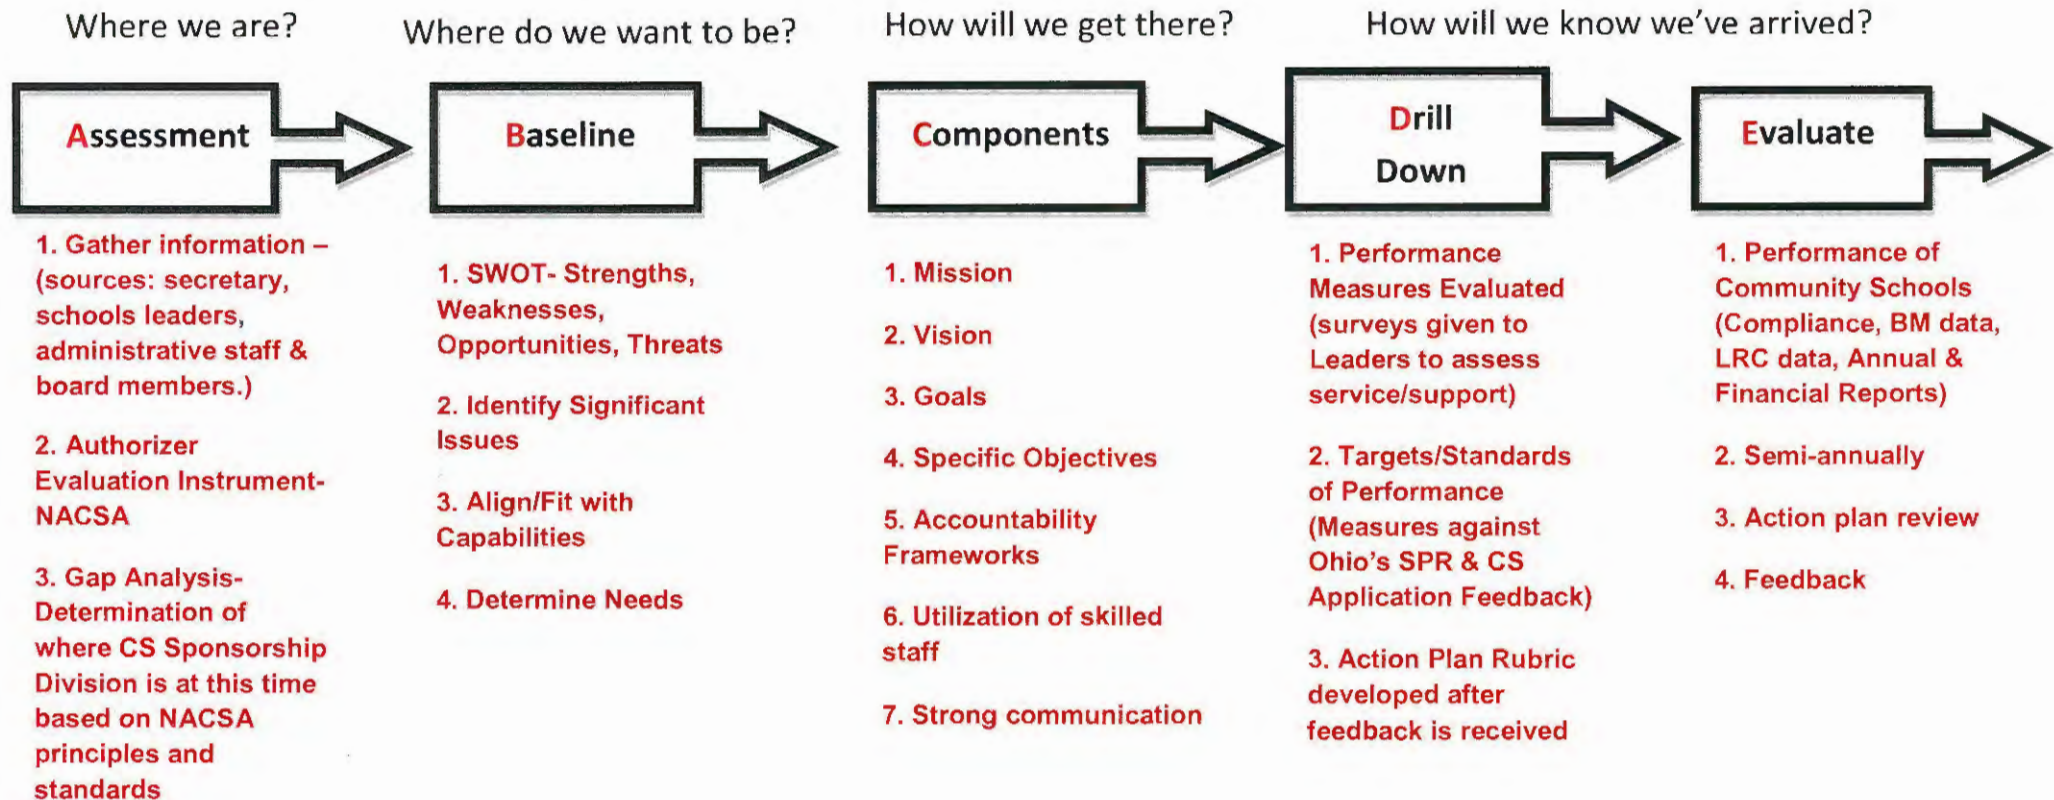 Where we are?
Where do we want to be?
How will we get there?
How will we know we've arrived?
Assessment
Baseline
Components
Drill
Down
Evaluate
1. Gather information –
(sources: secretary,
schools leaders,
administrative staff &
board members.)
2. Authorizer
Evaluation Instrument-
NACSA
3. Gap Analysis-
Determination of
where CS Sponsorship
Division is at this time
based on NACSA
principles and
standards
1. SWOT- Strengths,
Weaknesses,
Opportunities, Threats
2. Identify Significant
Issues
3. Align/Fit with
Capabilities
4. Determine Needs
1. Mission
2. Vision
3. Goals
4. Specific Objectives
5. Accountability
Frameworks
6. Utilization of skilled
staff
7. Strong communication
1. Performance
Measures Evaluated
(surveys given to
Leaders to assess
service/support)
2. Targets/Standards
of Performance
(Measures against
Ohio's SPR & CS
Application Feedback)
3. Action Plan Rubric
developed after
feedback is received
1. Performance of
Community Schools
(Compliance, BM data,
LRC data, Annual &
Financial Reports)
2. Semi-annually
3. Action plan review
4. Feedback